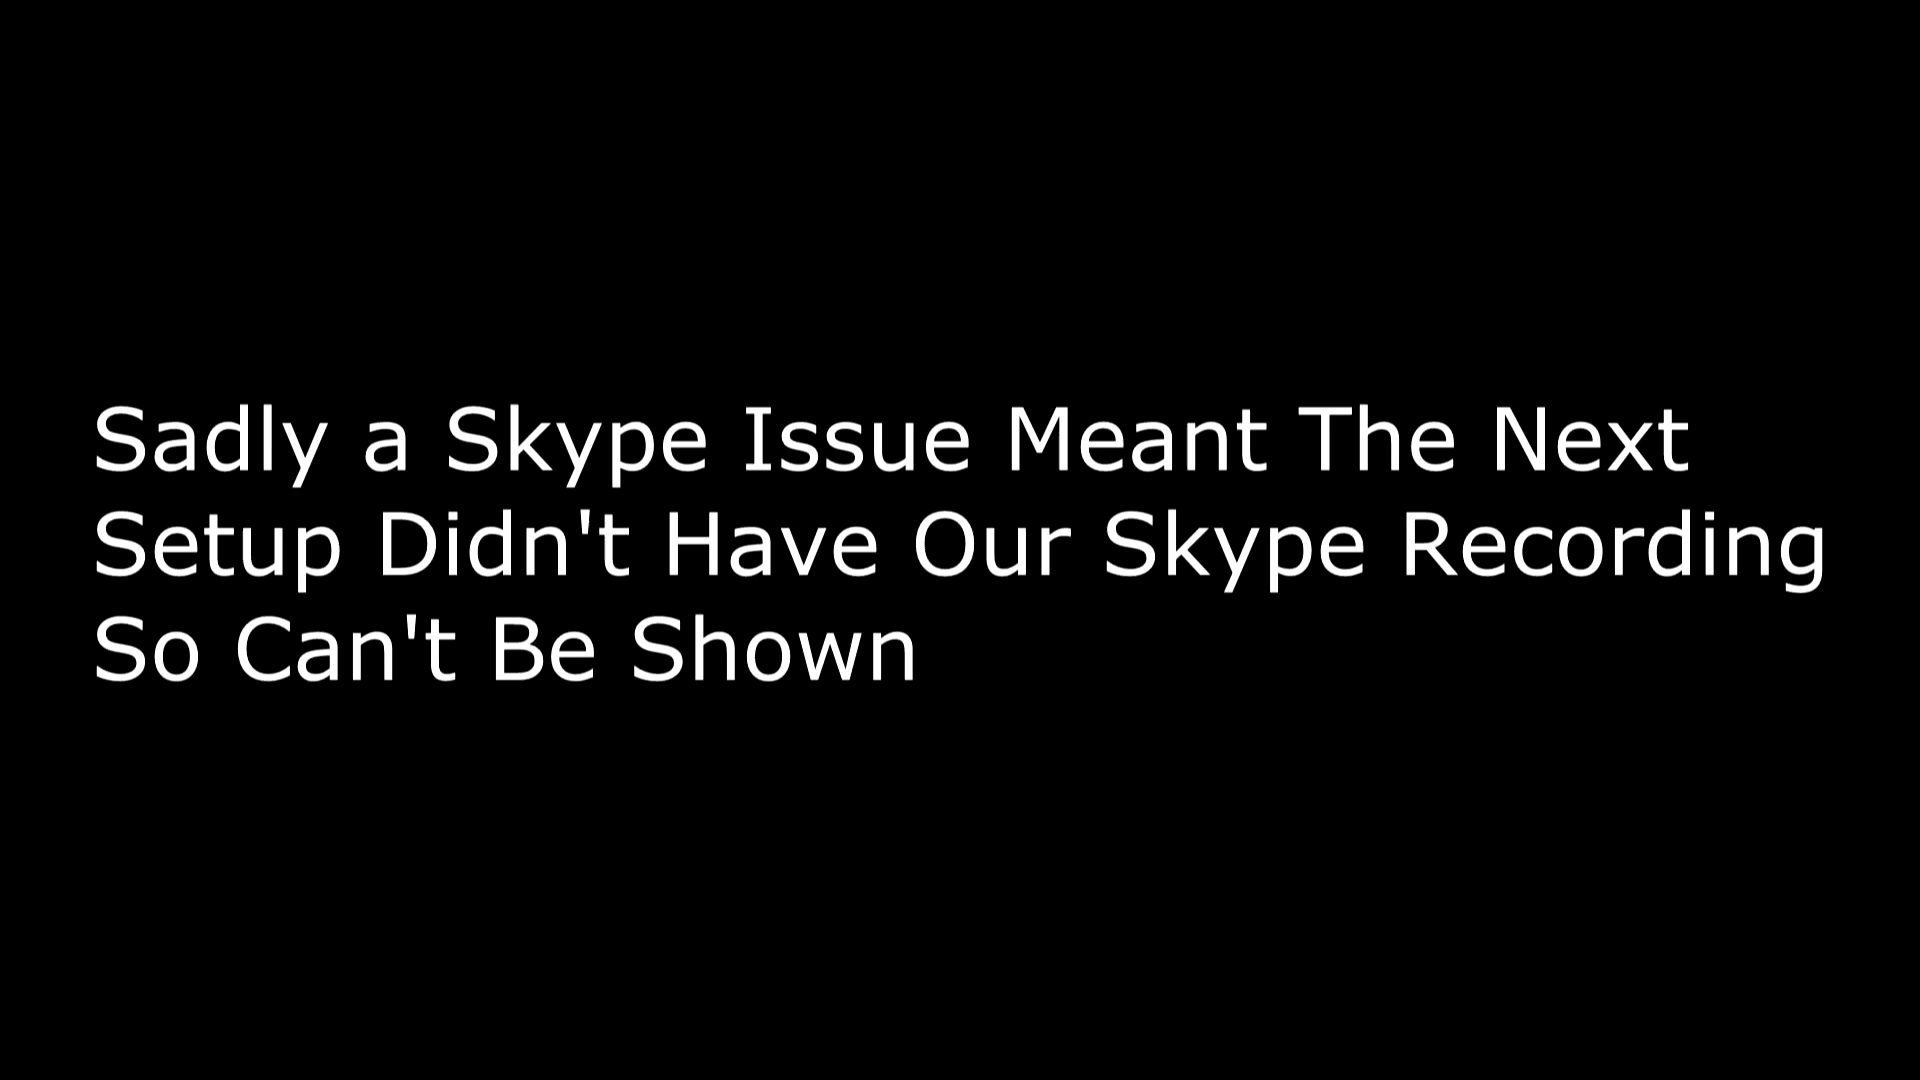 Sadly a Skype Issue Meant The Next
Setup Didn't Have Our Skype Recording
So Can't Be Shown